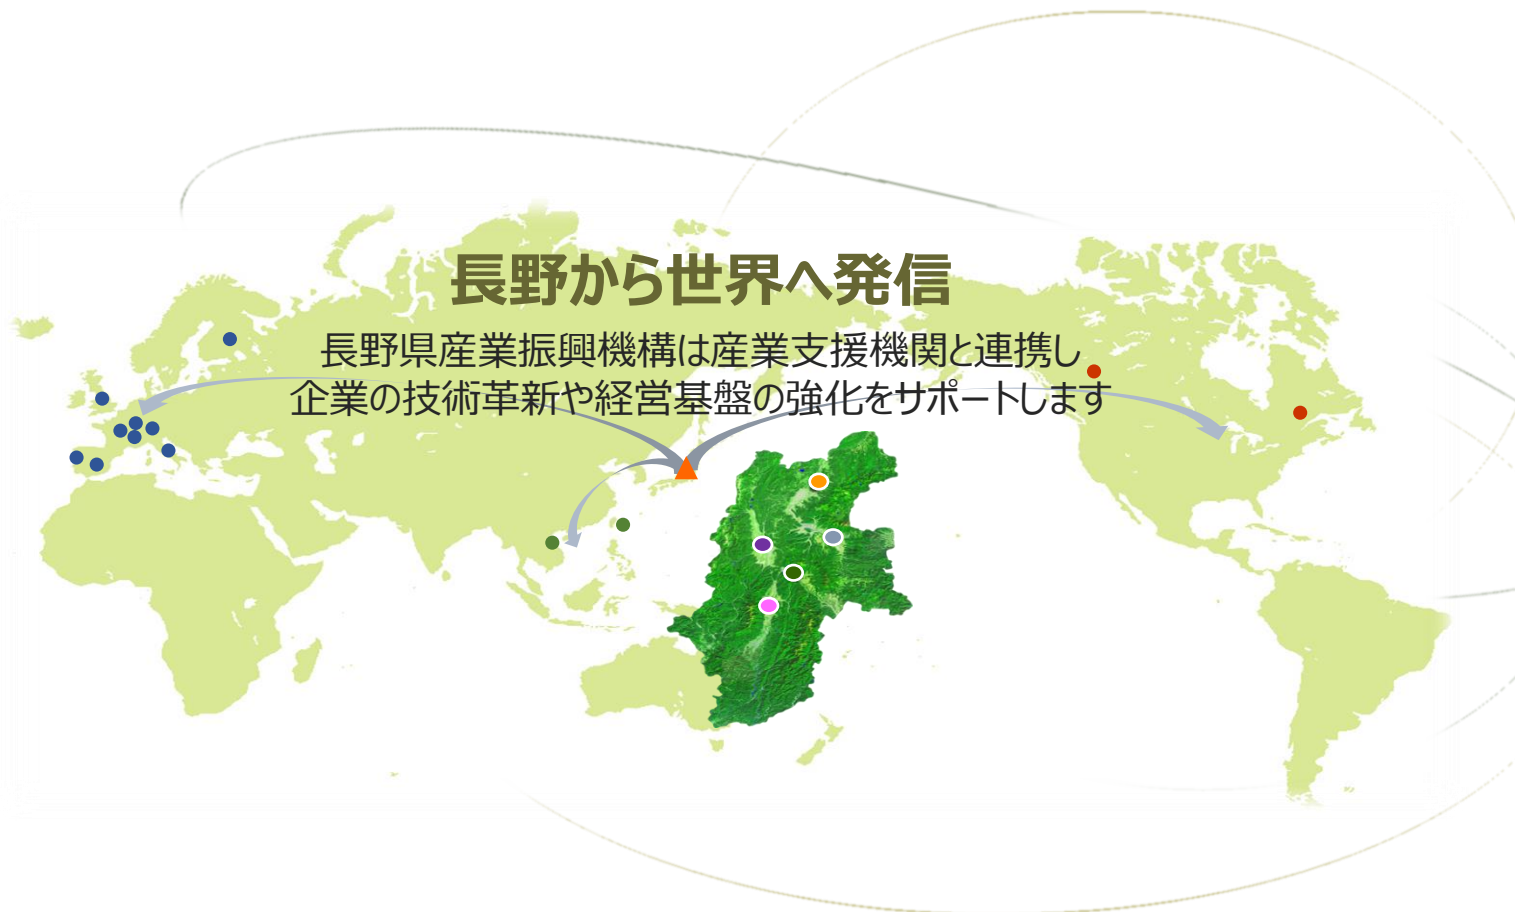 長野から世界へ発信
長野県産業振興機構は産業支援機関と連携し
企業の技術革新や経営基盤の強化をサポートします